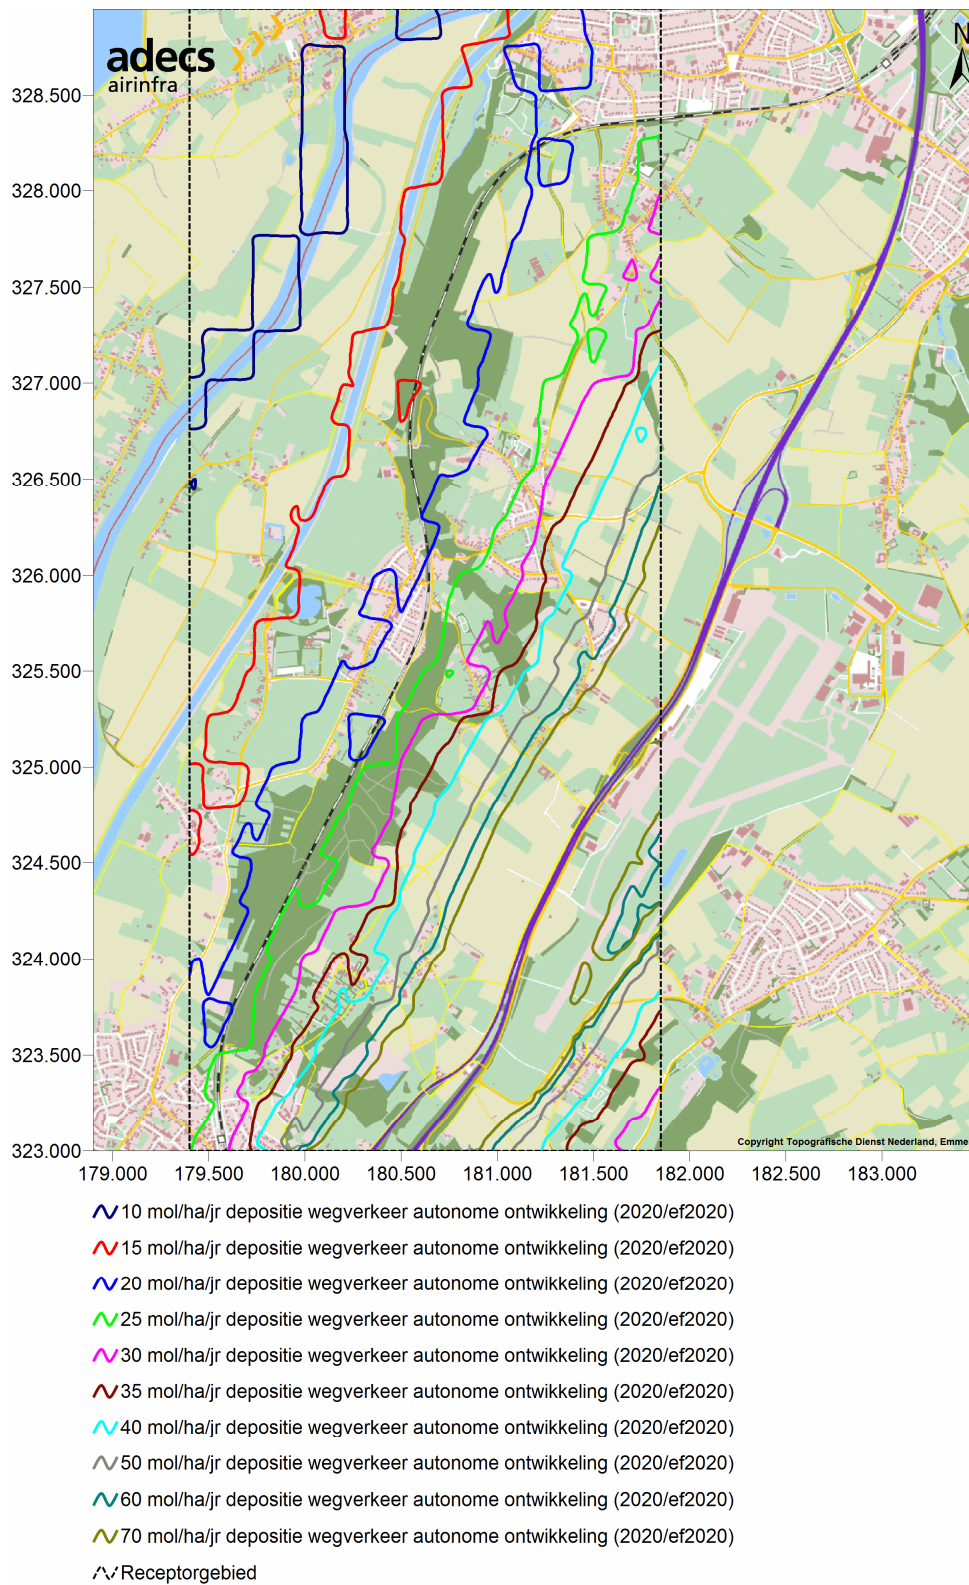 adecs
airinfra
N
328.500
328.000
327.500
327.000
326.500
326.000
325.500
325.000
324.500
324.000
323.500
323.000
Copyright Topografische Dienst Nederland, Emme
179.000 179.500 180.000 180.500 181.000 181.500 182.000 182.500 183.000
10 mol/ha/jr depositie wegverkeer autonome ontwikkeling (2020/ef2020)
15 mol/ha/jr depositie wegverkeer autonome ontwikkeling (2020/ef2020)
20 mol/ha/jr depositie wegverkeer autonome ontwikkeling (2020/ef2020)
25 mol/ha/jr depositie wegverkeer autonome ontwikkeling (2020/ef2020)
30 mol/ha/jr depositie wegverkeer autonome ontwikkeling (2020/ef2020)
35 mol/ha/jr depositie wegverkeer autonome ontwikkeling (2020/ef2020)
40 mol/ha/jr depositie wegverkeer autonome ontwikkeling (2020/ef2020)
50 mol/ha/jr depositie wegverkeer autonome ontwikkeling (2020/ef2020)
60 mol/ha/jr depositie wegverkeer autonome ontwikkeling (2020/ef2020)
70 mol/ha/jr depositie wegverkeer autonome ontwikkeling (2020/ef2020)
Receptorgebied